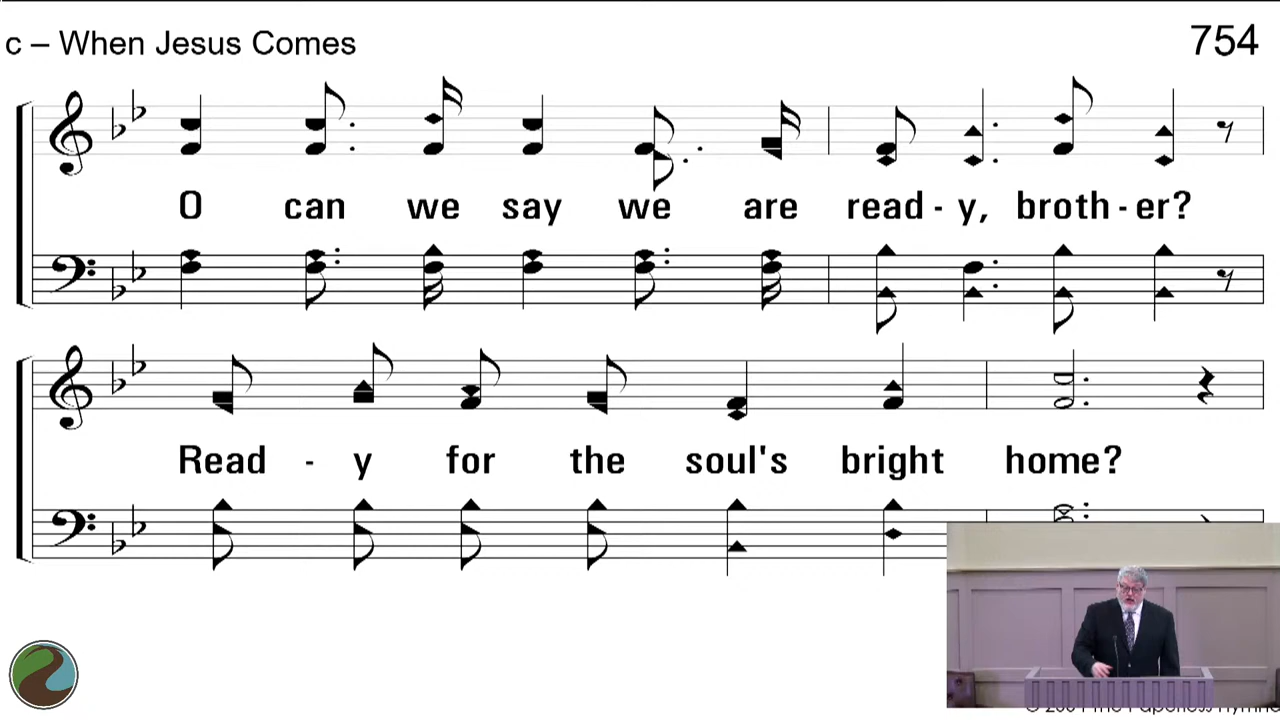 c – When Jesus Comes
754
O can we say we are read - y, broth - er?
Read - y for the soul's bright home?